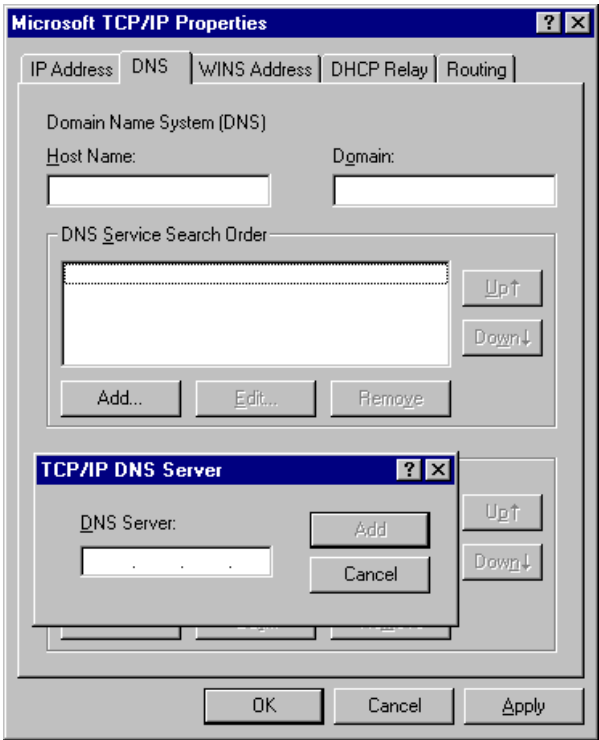 Microsoft TCP/IP Properties
IP Address DNS WINS Address DHCP Relay Routing
Domain Name System (DNS)
Host Name: Domain:
DNS Service Search Order
Up↑
Down↓
Add... Edit... Remove
TCP/IP DNS Server
DNS Server:
. . .
Add
Cancel
Up↑
Down↓
OK Cancel Apply